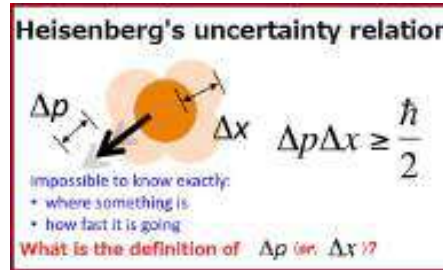 Heisenberg's uncertainty relation
Δp
Δx
ΔpΔx ≥ ħ/2
Impossible to know exactly:
• where something is
• how fast it is going
What is the definition of Δp (or, Δx)?